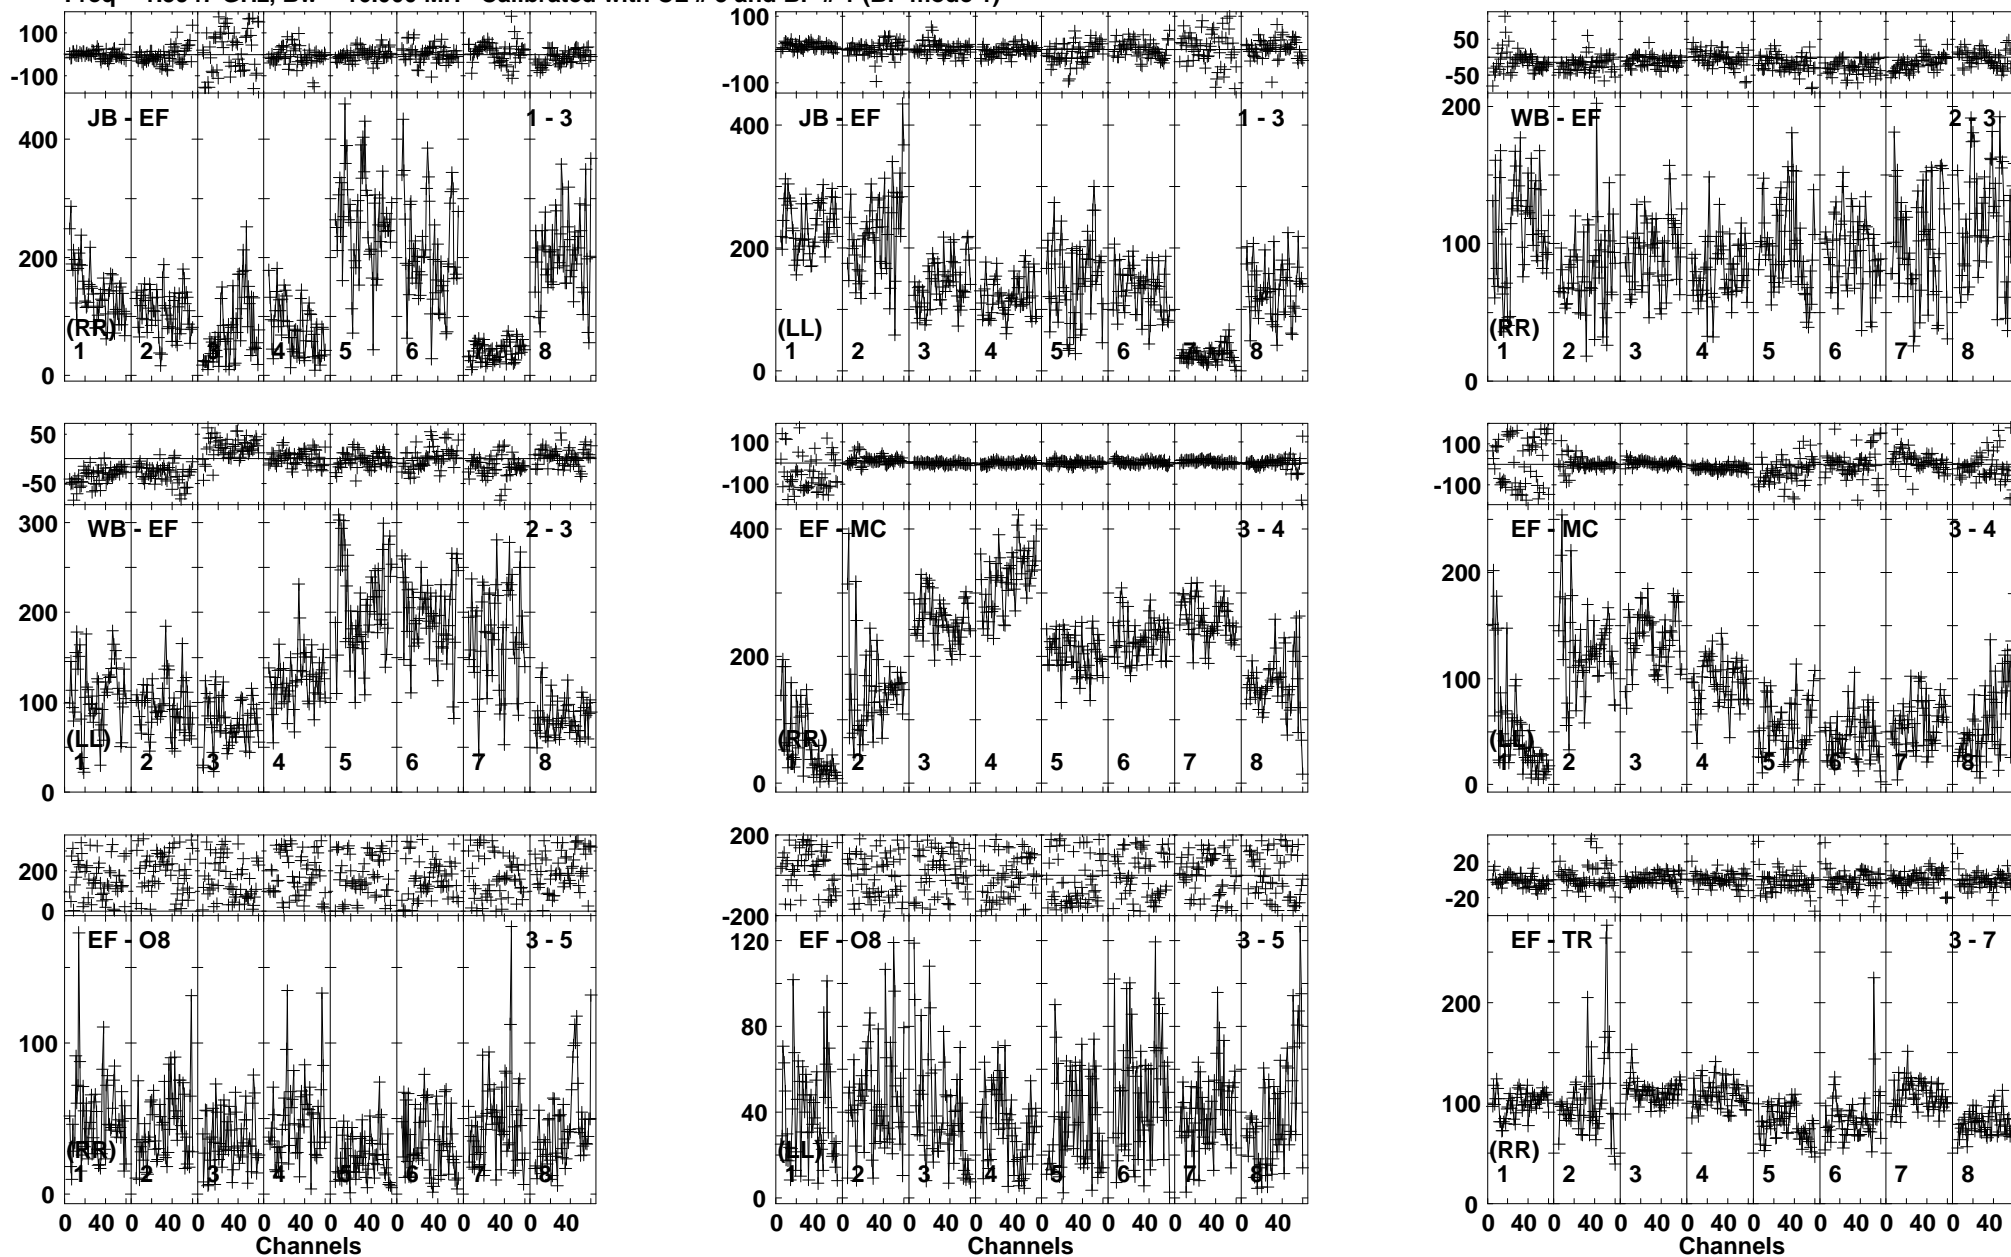 100 -100 100 -100 50 -50
JB - EF 1 - 3 JB - EF 1 - 3 WB - EF 2 - 3
400 200 0 400 200 0 200 100 0
(RR) (LL) (RR)
1 2 3 4 5 6 7 8 1 2 3 4 5 6 7 8 1 2 3 4 5 6 7 8
50 -50 100 -100 100 -100
WB - EF 2 - 3 EF - MC 3 - 4 EF - MC 3 - 4
300 200 100 0 400 200 0 200 100 0
(LL) (RR) (LL)
1 2 3 4 5 6 7 8 1 2 3 4 5 6 7 8 1 2 3 4 5 6 7 8
200 0 200 -200 20 -20
EF - O8 3 - 5 EF - O8 3 - 5 EF - TR 3 - 7
100 0 120 80 40 0 200 100 0
(RR) (LL) (RR)
1 2 3 4 5 6 7 8 1 2 3 4 5 6 7 8 1 2 3 4 5 6 7 8
0 40 0 40 0 40 0 40 0 40 0 40 0 40 0 40 0 40 0 40 0 40 0 40 0 40 0 40 0 40 0 40 0 40 0 40 0 40 0 40 0 40 0 40 0 40 0 40
Channels Channels Channels